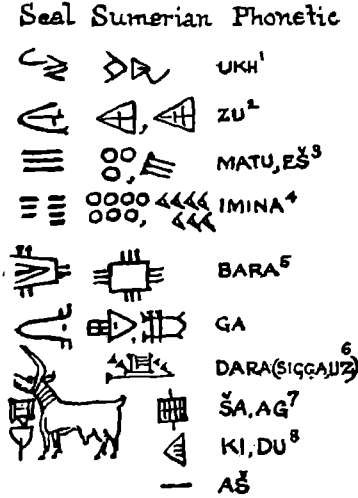 Seal Sumerian Phonetic
UKH¹
ZU²
MATU, EŠ³
IMINA⁴
BARA⁵
GA
DARA(SIGGA,UZ)⁶
ŠA, AG⁷
KI, DU⁸
AŠ